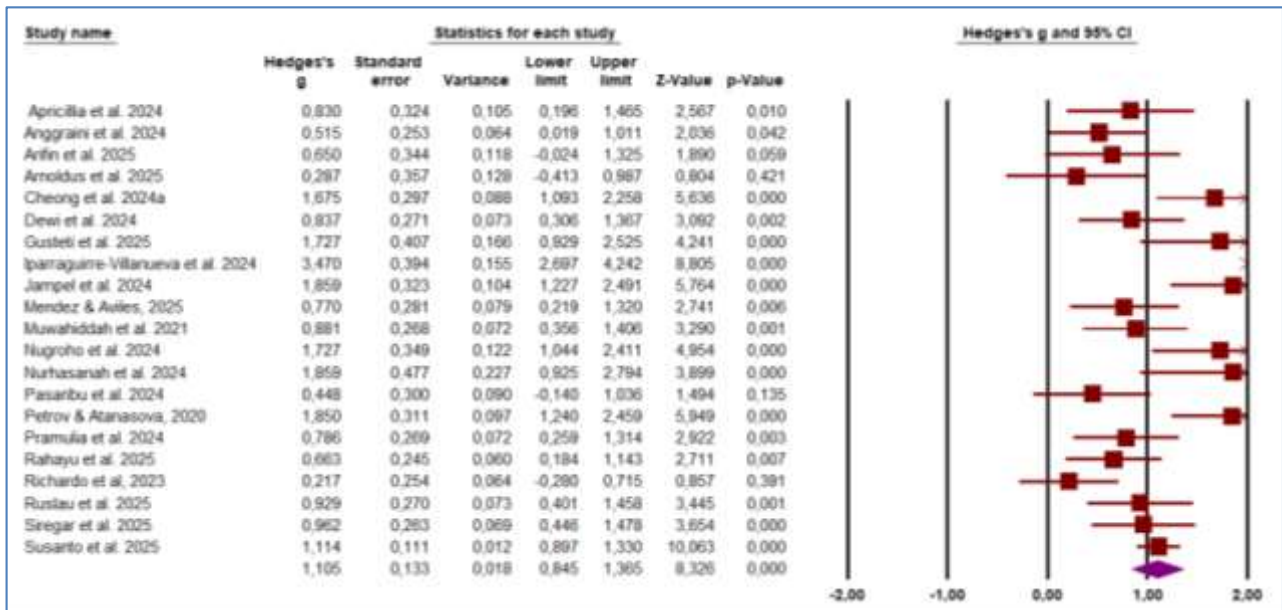 Study name Statistics for each study Hedges's g and 95% CI
Hedges's g Standard error Variance Lower limit Upper limit Z-Value p-Value
Apricillia et al. 2024 0,830 0,324 0,105 0,196 1,465 2,567 0,010
Anggraini et al. 2024 0,515 0,253 0,064 0,019 1,011 2,036 0,042
Arifin et al. 2025 0,650 0,344 0,118 -0,024 1,325 1,890 0,059
Arnoldus et al. 2025 0,287 0,357 0,128 -0,413 0,987 0,804 0,421
Cheong et al. 2024a 1,675 0,297 0,088 1,093 2,258 5,636 0,000
Dewi et al. 2024 0,837 0,271 0,073 0,306 1,367 3,092 0,002
Gusteti et al. 2025 1,727 0,407 0,166 0,929 2,525 4,241 0,000
Iparraguirre-Villanueva et al. 2024 3,470 0,394 0,155 2,697 4,242 8,805 0,000
Jampel et al. 2024 1,859 0,323 0,104 1,227 2,491 5,764 0,000
Mendez & Aviles, 2025 0,770 0,281 0,079 0,219 1,320 2,741 0,006
Muwahiddah et al. 2021 0,881 0,268 0,072 0,356 1,406 3,290 0,001
Nugroho et al. 2024 1,727 0,349 0,122 1,044 2,411 4,954 0,000
Nurhasanah et al. 2024 1,859 0,477 0,227 0,925 2,794 3,899 0,000
Pasaribu et al. 2024 0,448 0,300 0,090 -0,140 1,036 1,494 0,135
Petrov & Atanasova, 2020 1,850 0,311 0,097 1,240 2,459 5,949 0,000
Pramulia et al. 2024 0,786 0,269 0,072 0,259 1,314 2,922 0,003
Rahayu et al. 2025 0,663 0,245 0,060 0,184 1,143 2,711 0,007
Richardo et al, 2023 0,217 0,254 0,064 -0,280 0,715 0,857 0,391
Ruslau et al. 2025 0,929 0,270 0,073 0,401 1,458 3,445 0,001
Siregar et al. 2025 0,962 0,263 0,069 0,446 1,478 3,654 0,000
Susanto et al. 2025 1,114 0,111 0,012 0,897 1,330 10,063 0,000
1,105 0,133 0,018 0,845 1,365 8,326 0,000
-2,00 -1,00 0,00 1,00 2,00